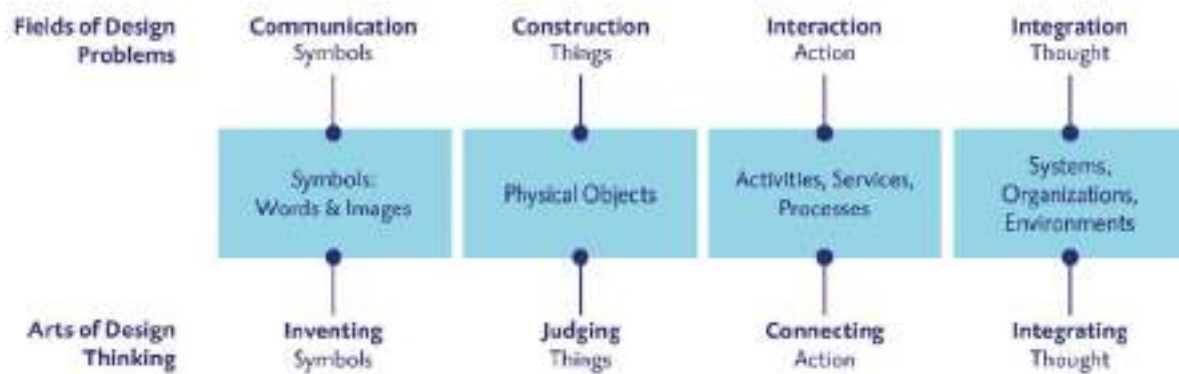 Fields of Design
Problems
Communication
Symbols
Construction
Things
Interaction
Action
Integration
Thought
Symbols:
Words & Images
Physical Objects
Activities, Services,
Processes
Systems,
Organizations,
Environments
Arts of Design
Thinking
Inventing
Symbols
Judging
Things
Connecting
Action
Integrating
Thought